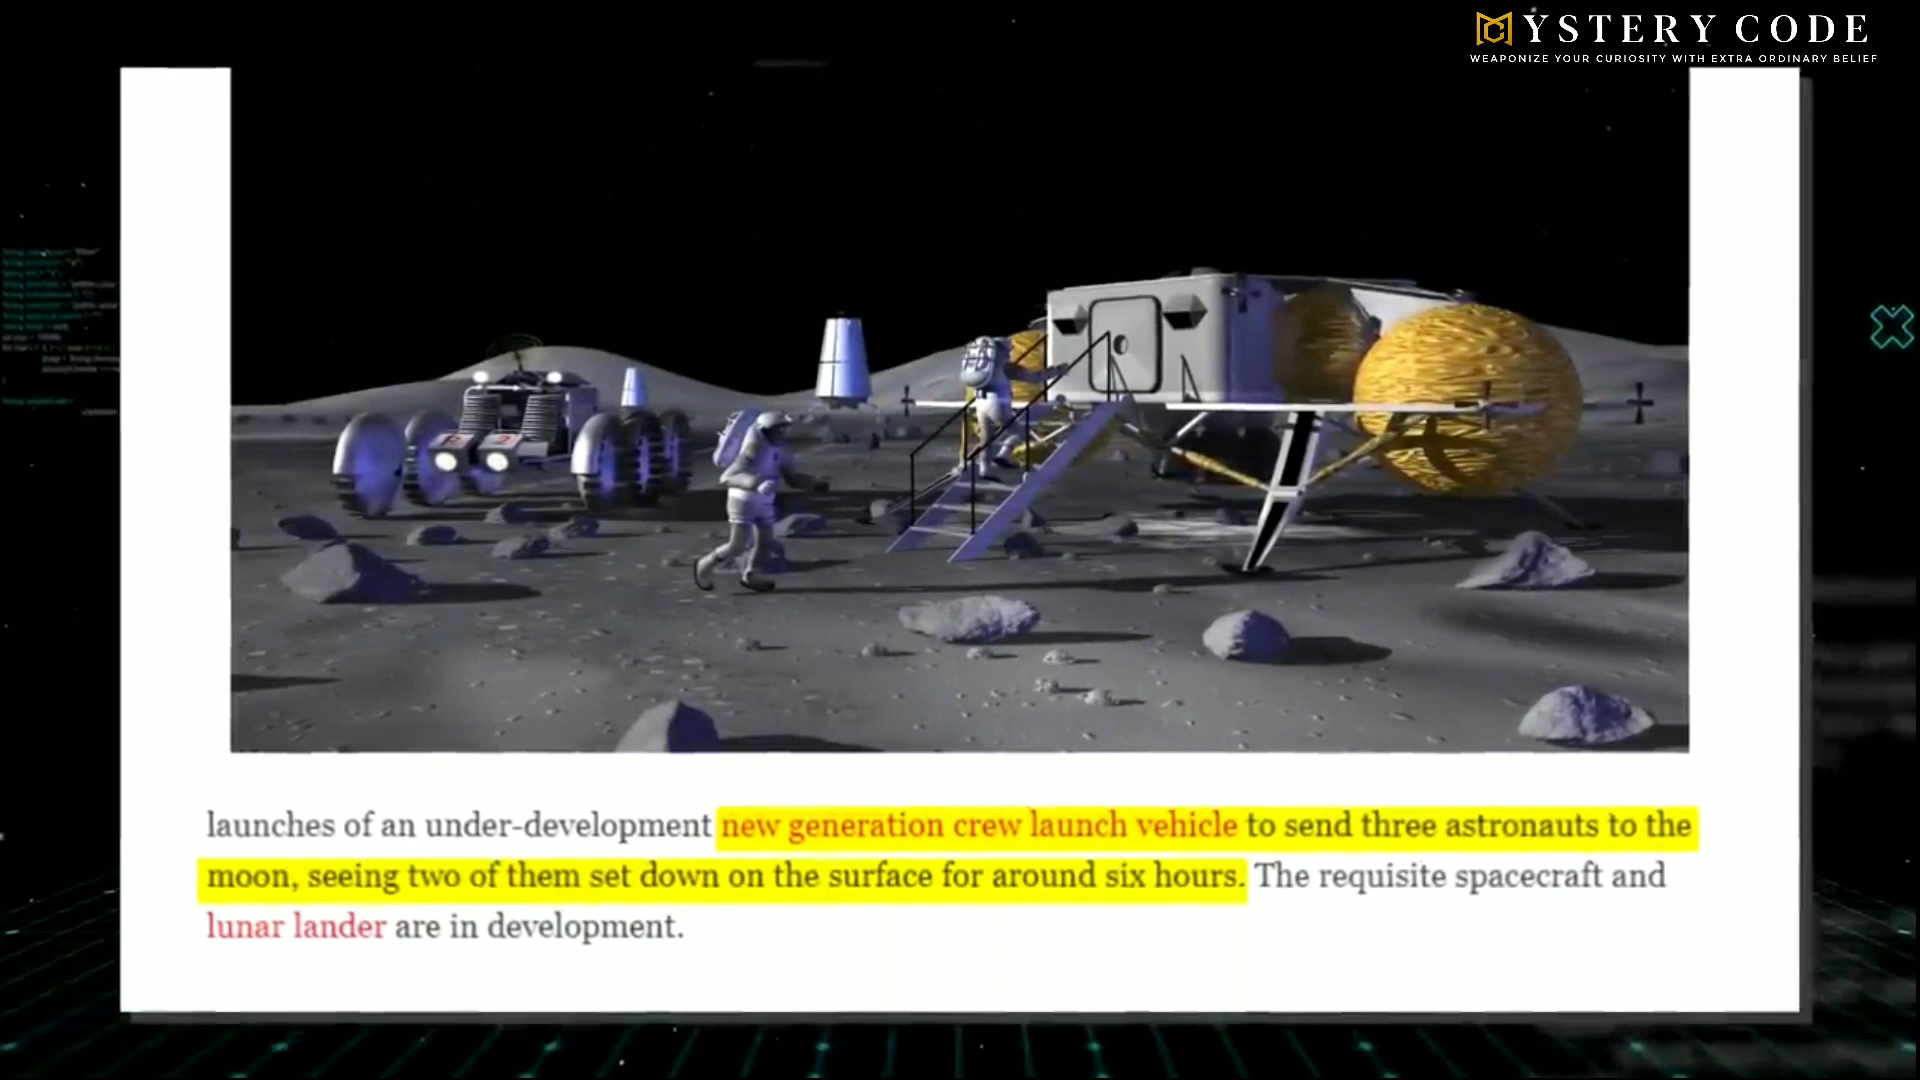 MYSTERY CODE
WEAPONIZE YOUR CURIOSITY WITH EXTRA ORDINARY BELIEF
launches of an under-development new generation crew launch vehicle to send three astronauts to the
moon, seeing two of them set down on the surface for around six hours. The requisite spacecraft and
lunar lander are in development.